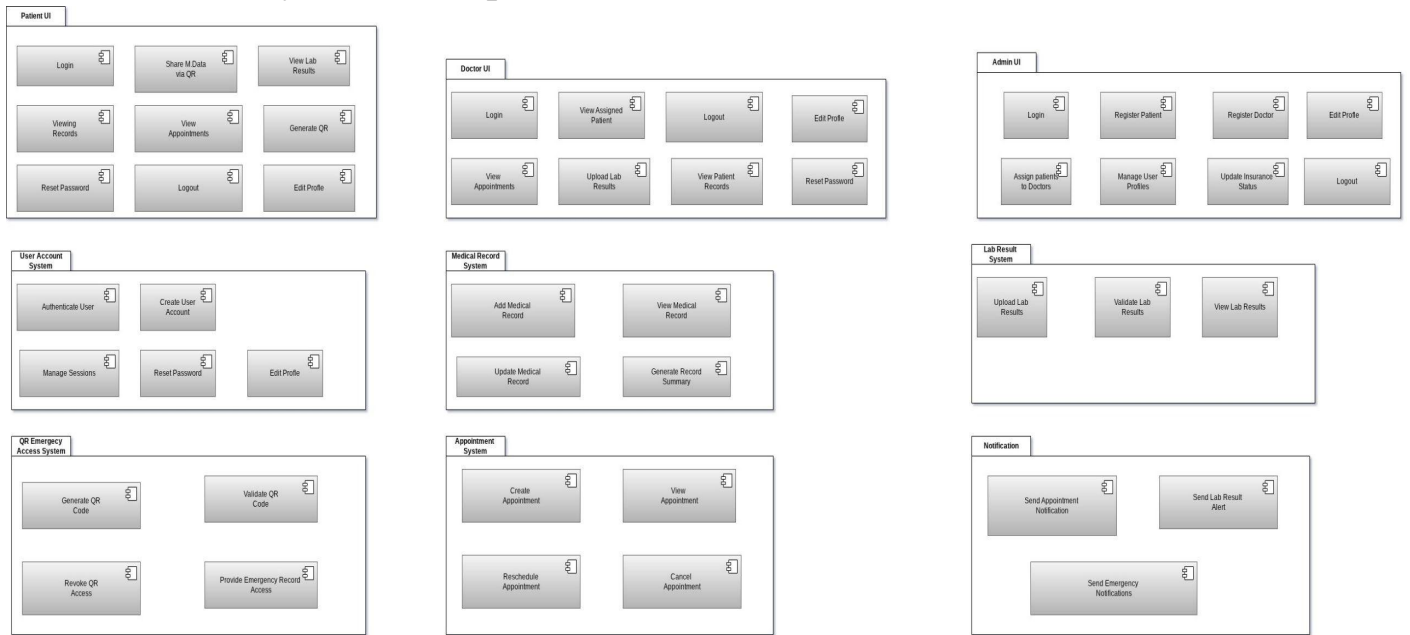 Patient UI
Login
Share M.Data
via QR
View Lab
Results
Viewing
Records
View
Appointments
Generate QR
Reset Password
Logout
Edit Profle
Doctor UI
Login
View Assigned
Patient
Logout
Edit Profle
View
Appointments
Upload Lab
Results
View Patient
Records
Reset Password
Admin UI
Login
Register Patient
Register Doctor
Edit Profle
Assign patients
to Doctors
Manage User
Profiles
Update Insurance
Status
Logout
User Account
System
Authenticate User
Create User
Account
Manage Sessions
Reset Password
Edit Profle
Medical Record
System
Add Medical
Record
View Medical
Record
Update Medical
Record
Generate Record
Summary
Lab Result
System
Upload Lab
Results
Validate Lab
Results
View Lab Results
QR Emergecy
Access System
Generate QR
Code
Validate QR
Code
Revoke QR
Access
Provide Emergency Record
Access
Appointment
System
Create
Appointment
View
Appointment
Reschedule
Appointment
Cancel
Appointment
Notification
Send Appointment
Notification
Send Lab Result
Alert
Send Emergency
Notifications